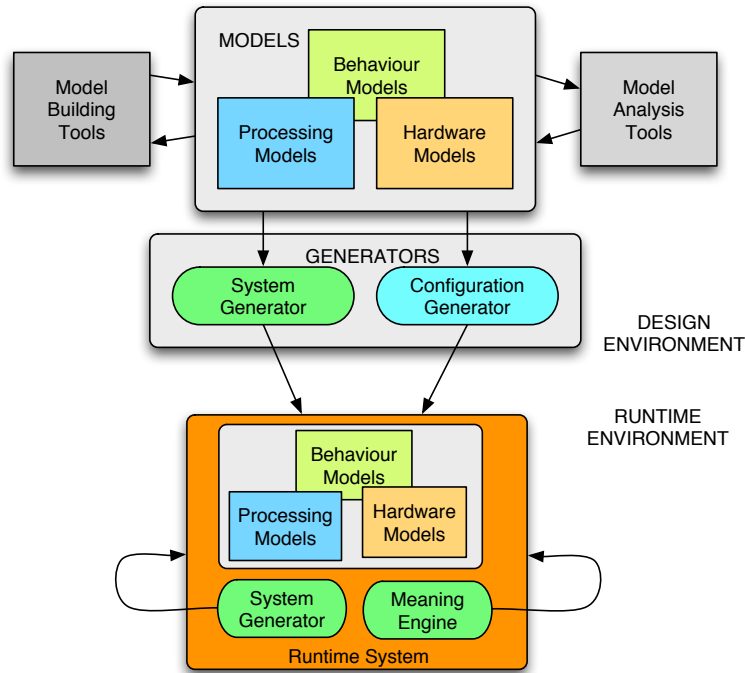 MODELS
Behaviour
Models
Model
Building
Tools
Processing
Models
Hardware
Models
Model
Analysis
Tools
GENERATORS
System
Generator
Configuration
Generator
DESIGN
ENVIRONMENT
RUNTIME
ENVIRONMENT
Behaviour
Models
Processing
Models
Hardware
Models
System
Generator
Meaning
Engine
Runtime System